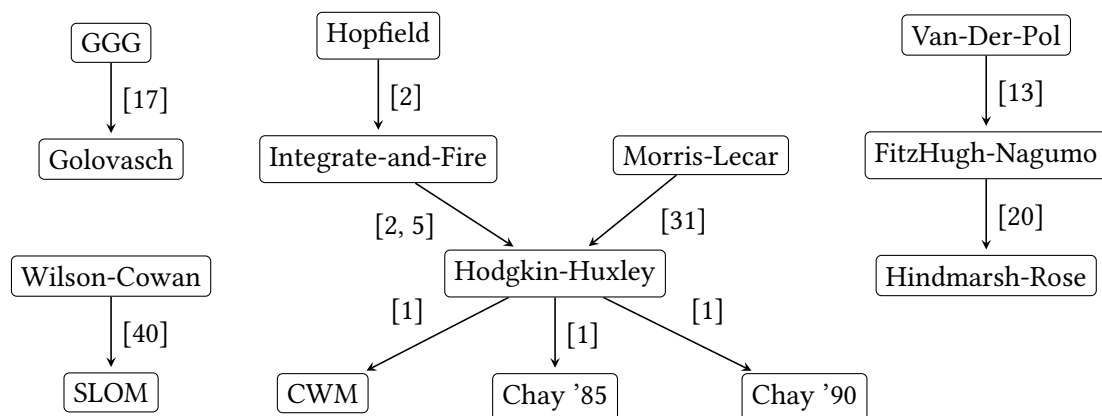 GGG
Hopfield
Van-Der-Pol
[17]
[2]
[13]
Golovasch
Integrate-and-Fire
Morris-Lecar
FitzHugh-Nagumo
[2, 5]
[31]
[20]
Wilson-Cowan
Hodgkin-Huxley
Hindmarsh-Rose
[40]
[1]
[1]
[1]
SLOM
CWM
Chay ’85
Chay ’90